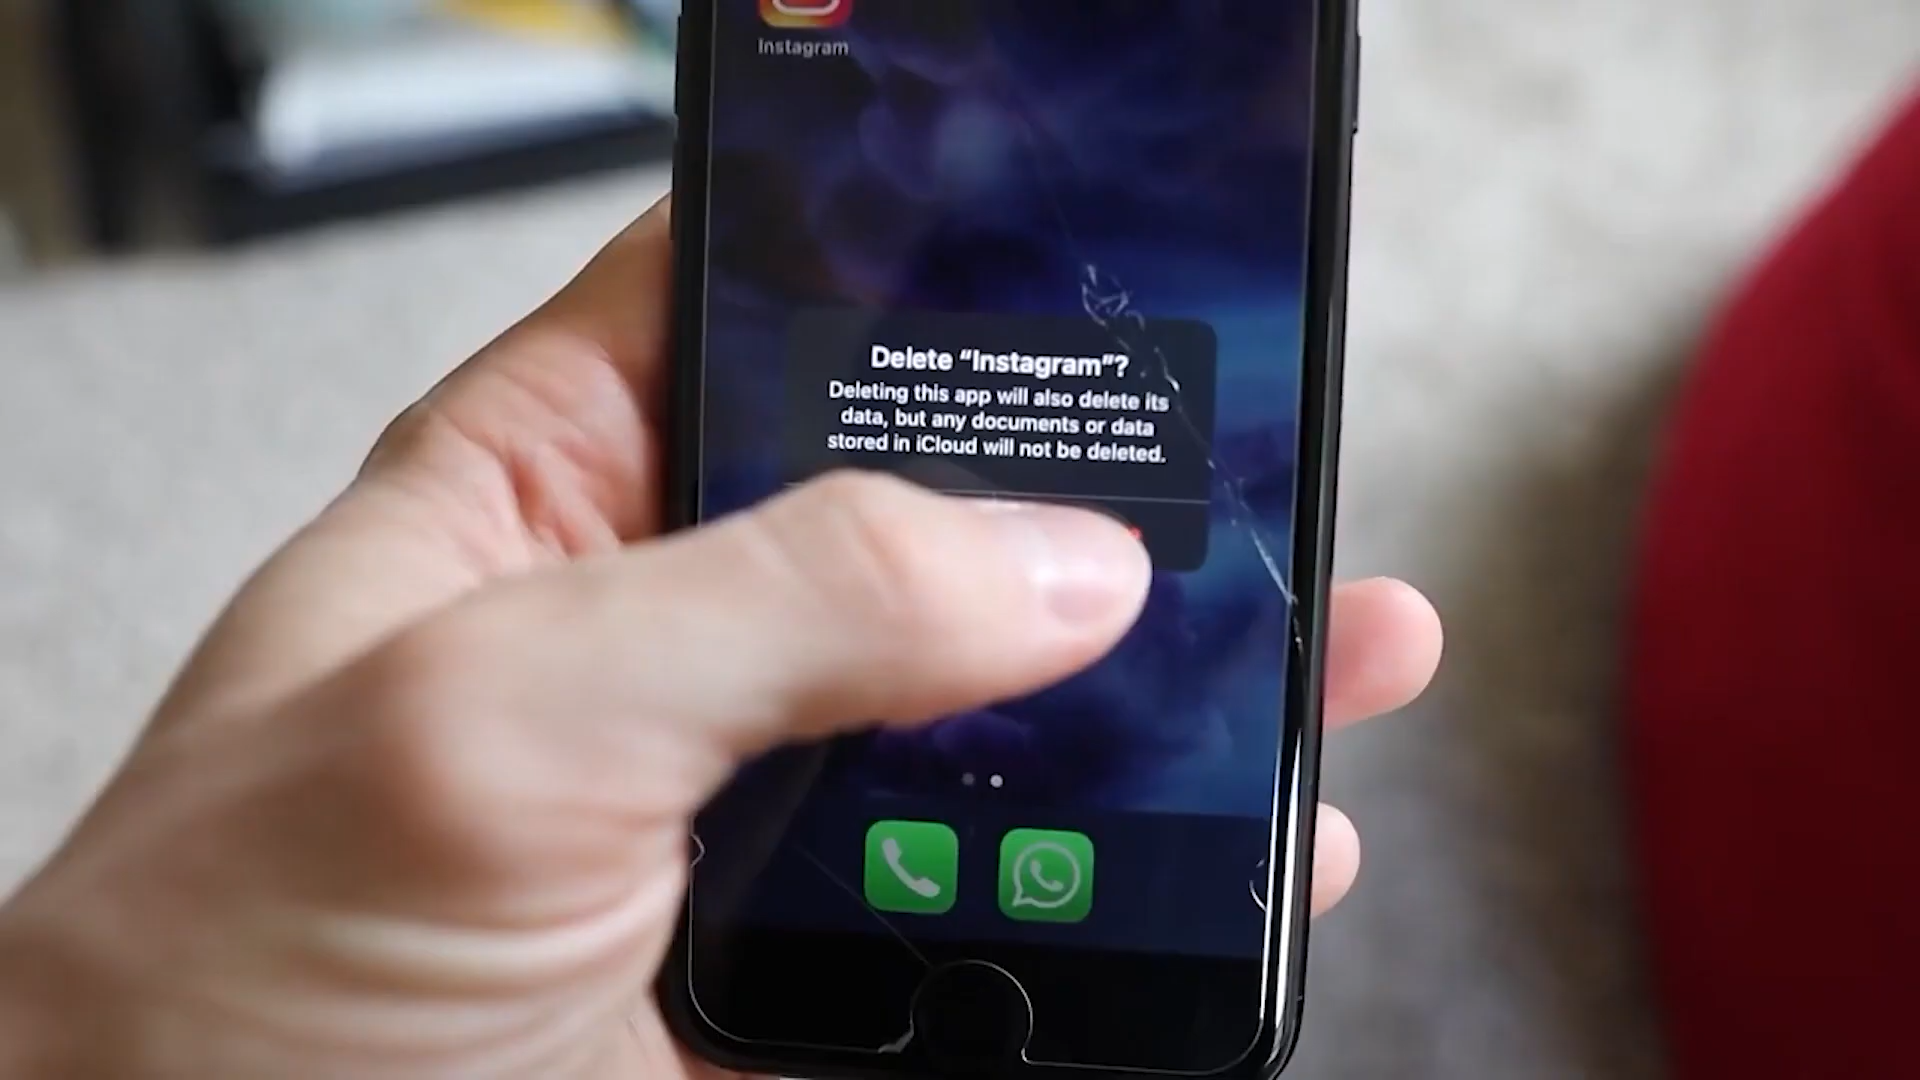 Instagram
Delete “Instagram”?
Deleting this app will also delete its
data, but any documents or data
stored in iCloud will not be deleted.